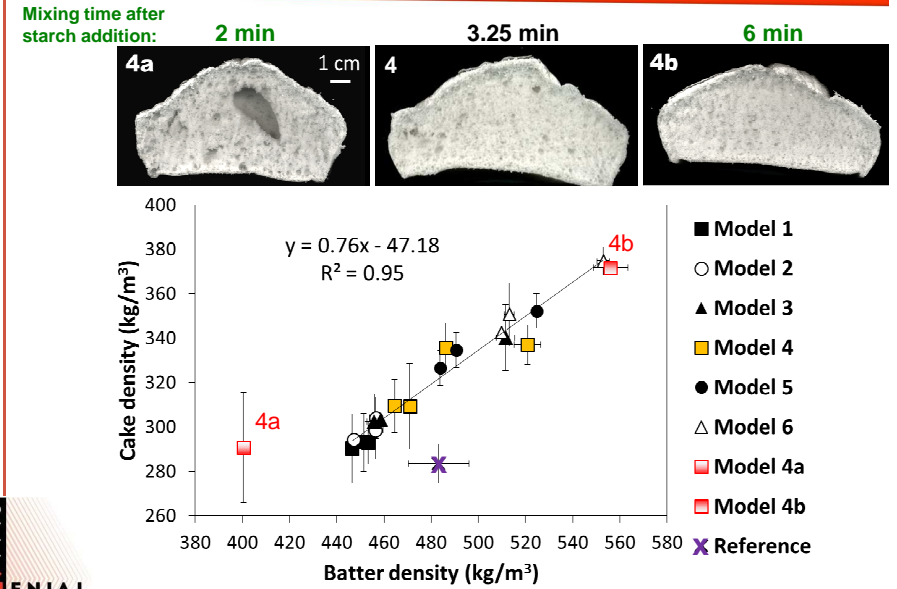 Mixing time after
starch addition:
2 min
3.25 min
6 min
4a
1 cm
4
4b
400
380
360
340
320
300
280
260
Cake density (kg/m³)
y = 0.76x - 47.18
R² = 0.95
4b
4a
380 400 420 440 460 480 500 520 540 560 580
Batter density (kg/m³)
Model 1
Model 2
Model 3
Model 4
Model 5
Model 6
Model 4a
Model 4b
Reference